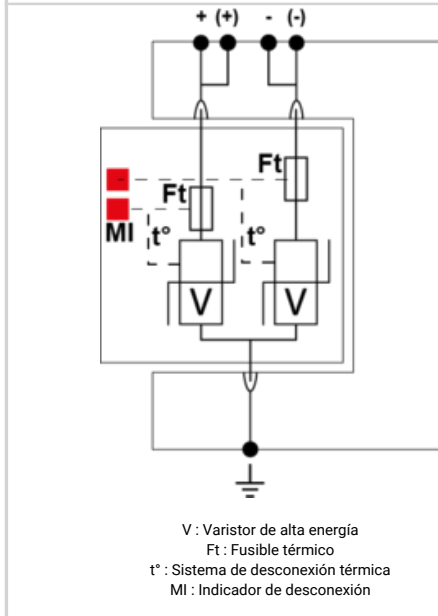 + (+) - (-)
Ft
Ft
MI t° t°
V V
V : Varistor de alta energía
Ft : Fusible térmico
t° : Sistema de desconexión térmica
MI : Indicador de desconexión